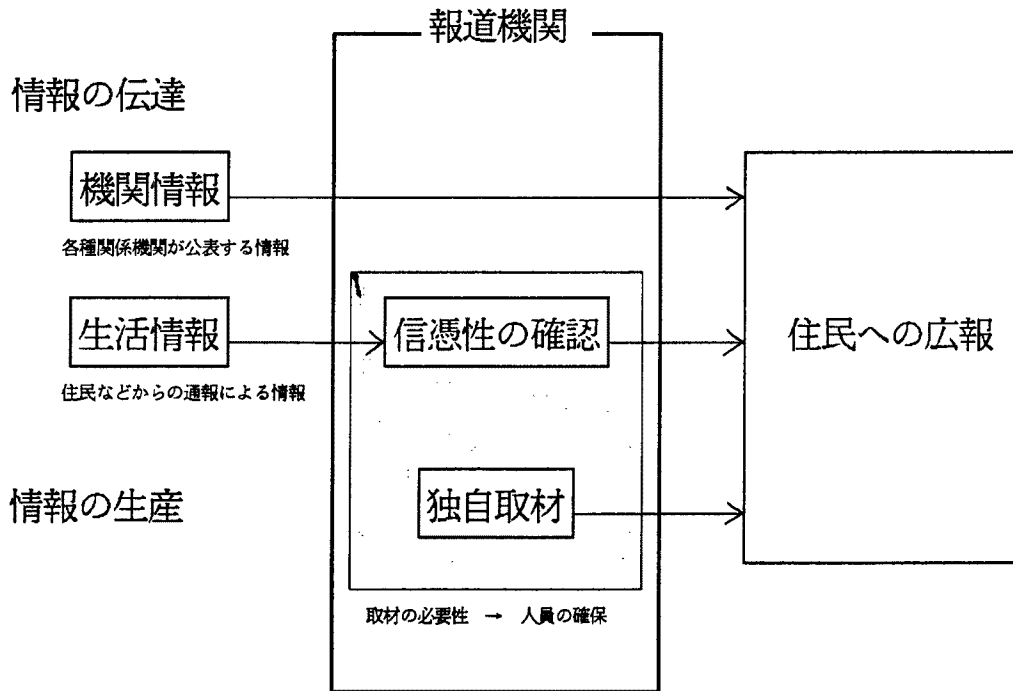 報道機関
情報の伝達
機関情報
各種関係機関が公表する情報
生活情報
信憑性の確認
住民への広報
住民などからの通報による情報
情報の生産
独自取材
取材の必要性 → 人員の確保